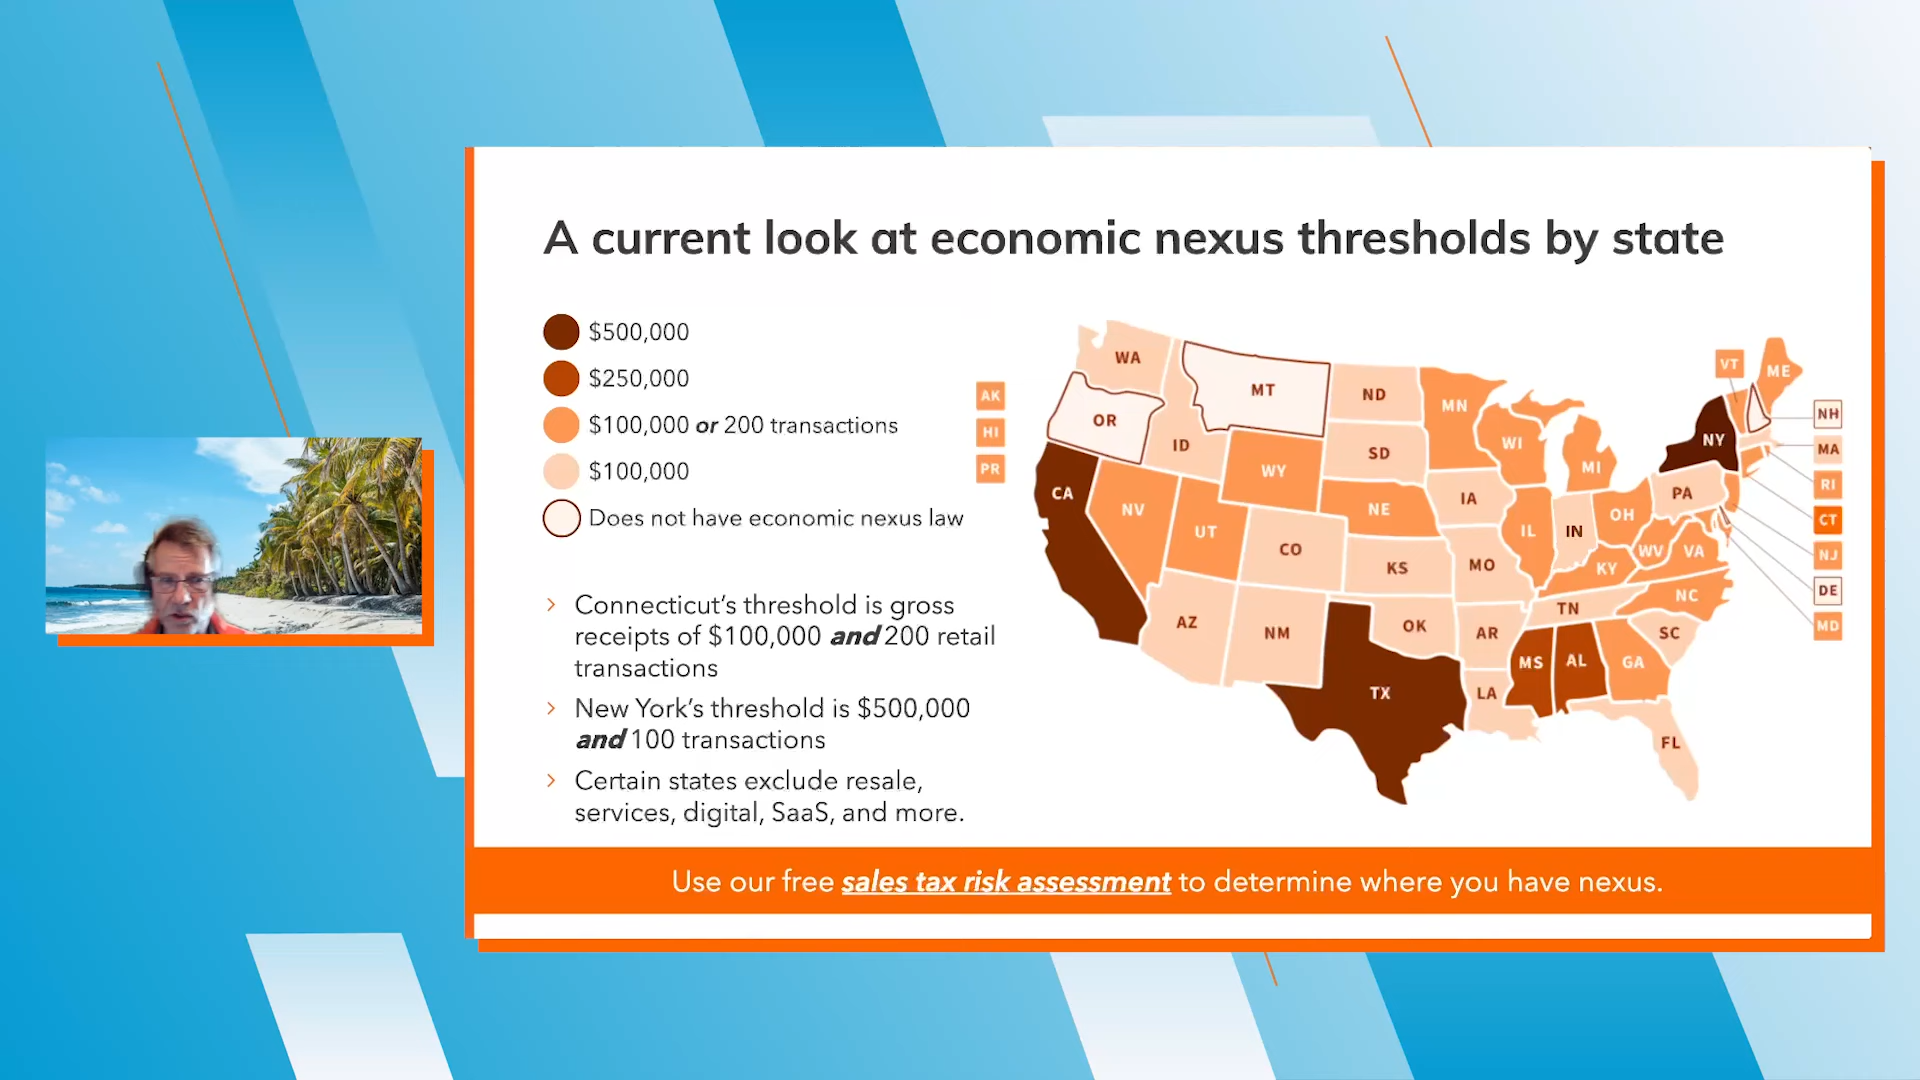 A current look at economic nexus thresholds by state
$500,000
$250,000
$100,000 or 200 transactions
$100,000
Does not have economic nexus law
› Connecticut’s threshold is gross
receipts of $100,000 and 200 retail
transactions
› New York’s threshold is $500,000
and 100 transactions
› Certain states exclude resale,
services, digital, SaaS, and more.
AK
HI
PR
WA
OR
CA
MT
ID
NV
WY
UT
AZ
CO
NM
ND
SD
NE
KS
OK
TX
MN
IA
MO
AR
LA
WI
IL
MI
IN
OH
KY
TN
MS
AL
GA
FL
SC
NC
VA
WV
PA
NY
VT
ME
NH
MA
RI
CT
NJ
DE
MD
Use our free sales tax risk assessment to determine where you have nexus.